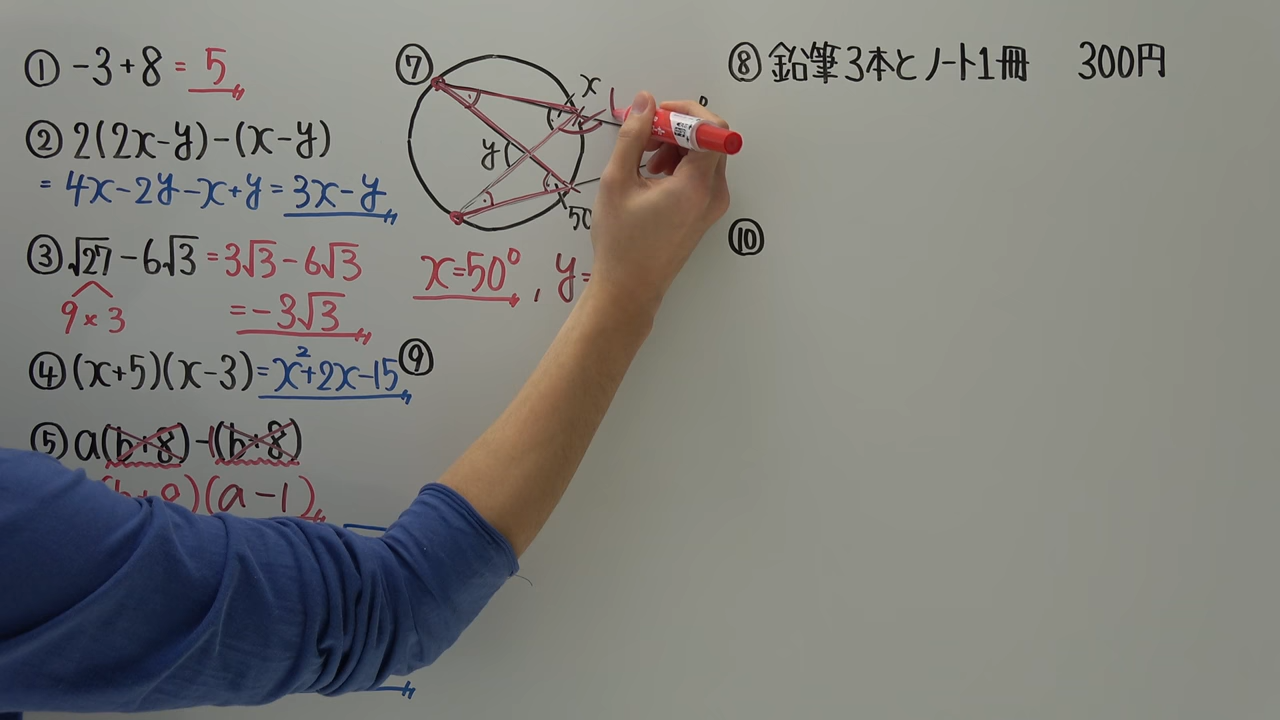 ① -3+8 = 5
② 2(2x-y)-(x-y)
= 4x-2y-x+y = 3x-y
③ √27 - 6√3 = 3√3 - 6√3
9×3
= -3√3
④ (x+5)(x-3) = x²+2x-15
⑤ a(b+8)-1(b+8)
(b+8)(a-1)
⑦
x
y
50
x=50°, y=
⑨
⑧ 鉛筆3本とノート1冊 300円
⑩